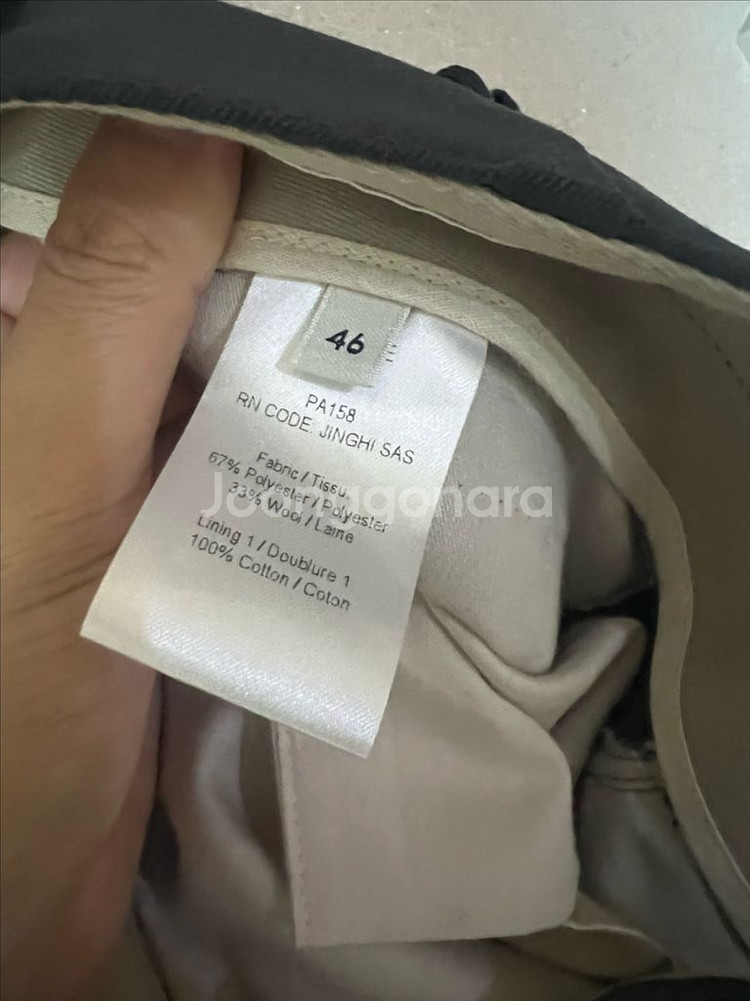 46
PA158
RN CODE. JINGHI SAS
Fabric / Tissu
67% Polyester / Polyester
33% Wool / Laine
Lining 1 / Doublure 1
100% Cotton / Coton
Joonggonara